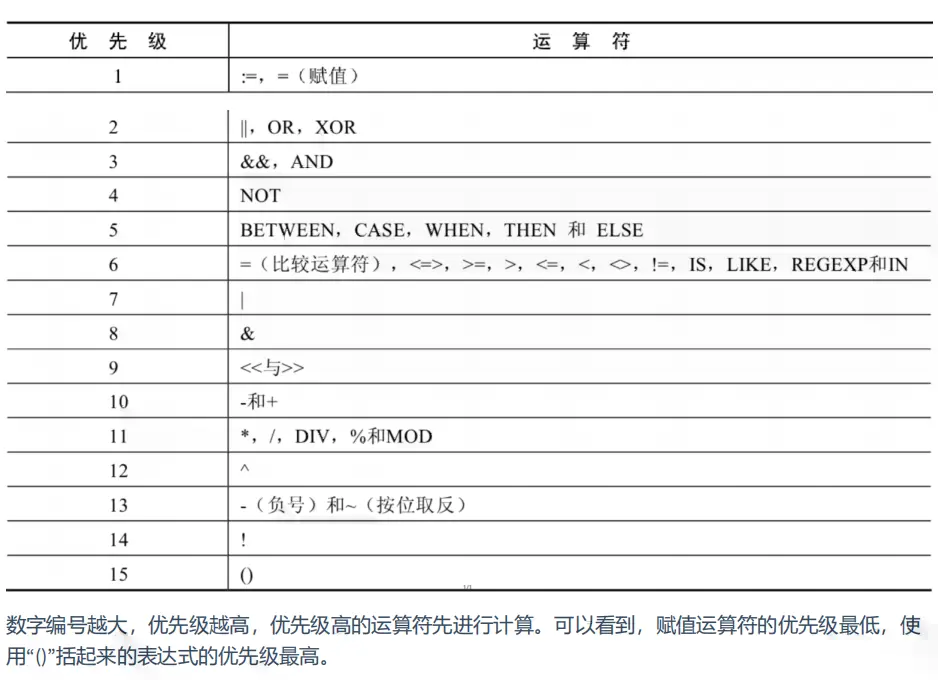 优 先 级 运 算 符
1 :=，=（赋值）
2 ||，OR，XOR
3 &&，AND
4 NOT
5 BETWEEN，CASE，WHEN，THEN 和 ELSE
6 =（比较运算符），<=>，>=，>，<=，<，<>，!=，IS，LIKE，REGEXP和IN
7 |
8 &
9 <<与>>
10 -和+
11 *，/，DIV，%和MOD
12 ^
13 -（负号）和~（按位取反）
14 !
15 ()
数字编号越大，优先级越高，优先级高的运算符先进行计算。可以看到，赋值运算符的优先级最低，使
用“()”括起来的表达式的优先级最高。